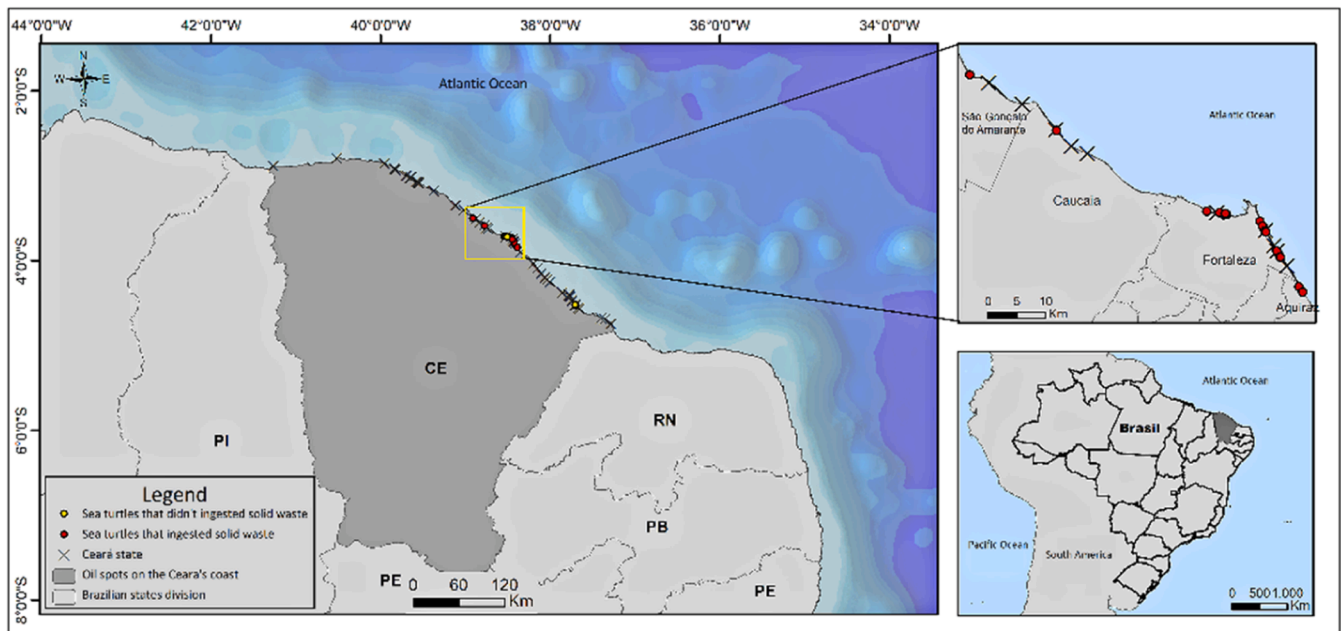 44°0'0"W 42°0'0"W 40°0'0"W 38°0'0"W 36°0'0"W 34°0'0"W
N
W E
S
2°0'0"S
4°0'0"S
6°0'0"S
8°0'0"S
Atlantic Ocean
CE
PI
RN
PB
PE
PE
Legend
Sea turtles that didn't ingested solid waste
Sea turtles that ingested solid waste
Ceará state
Oil spots on the Ceara's coast
Brazilian states division
0 60 120
Km
São Gonçalo
do Amarante
Atlantic Ocean
Caucaia
Fortaleza
Aquiraz
0 5 10
Km
Atlantic Ocean
Brasil
Pacific Ocean
South America
0 5001.000
Km